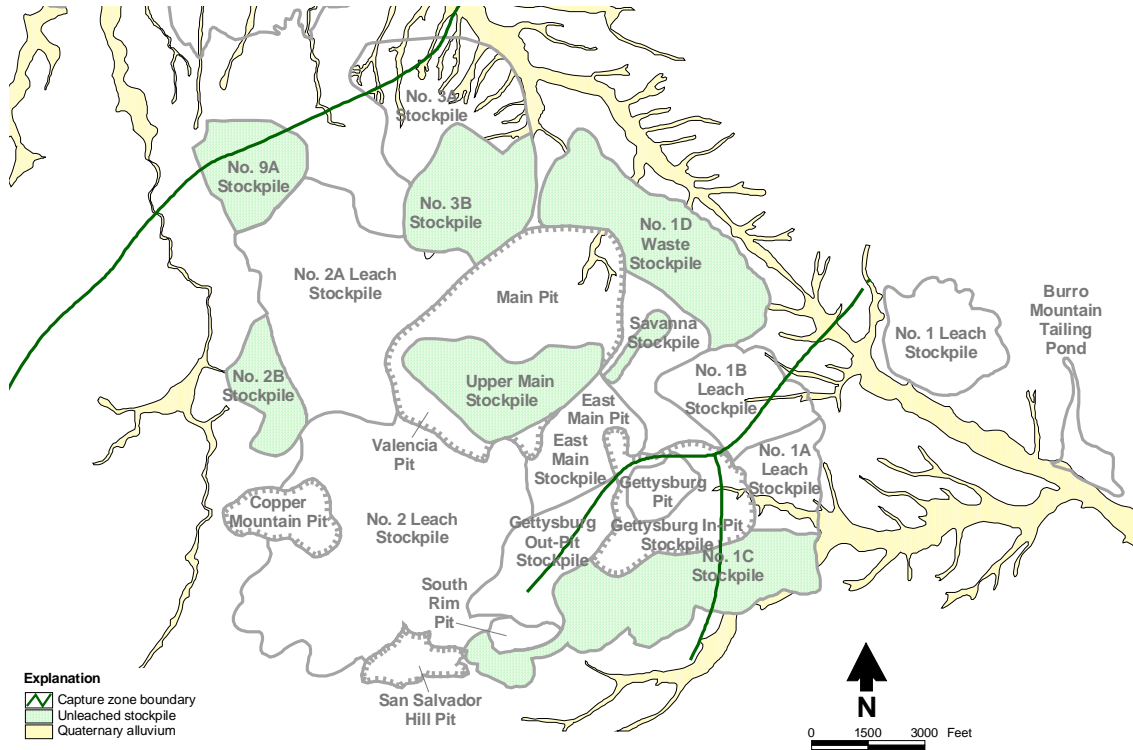 No. 3A
Stockpile
No. 9A
Stockpile
No. 3B
Stockpile
No. 1D
Waste
Stockpile
No. 2A Leach
Stockpile
Main Pit
Burro
Mountain
Tailing
Pond
Savanna
Stockpile
No. 1 Leach
Stockpile
No. 2B
Stockpile
Upper Main
Stockpile
No. 1B
Leach
Stockpile
East
Main Pit
Valencia
Pit
East
Main
Stockpile
No. 1A
Leach
Stockpile
Gettysburg
Pit
Copper
Mountain Pit
No. 2 Leach
Stockpile
Gettysburg
Out-Pit
Stockpile
Gettysburg In-Pit
Stockpile
No. 1C
Stockpile
South
Rim
Pit
San Salvador
Hill Pit
Explanation
Capture zone boundary
Unleached stockpile
Quaternary alluvium
N
0 1500 3000 Feet